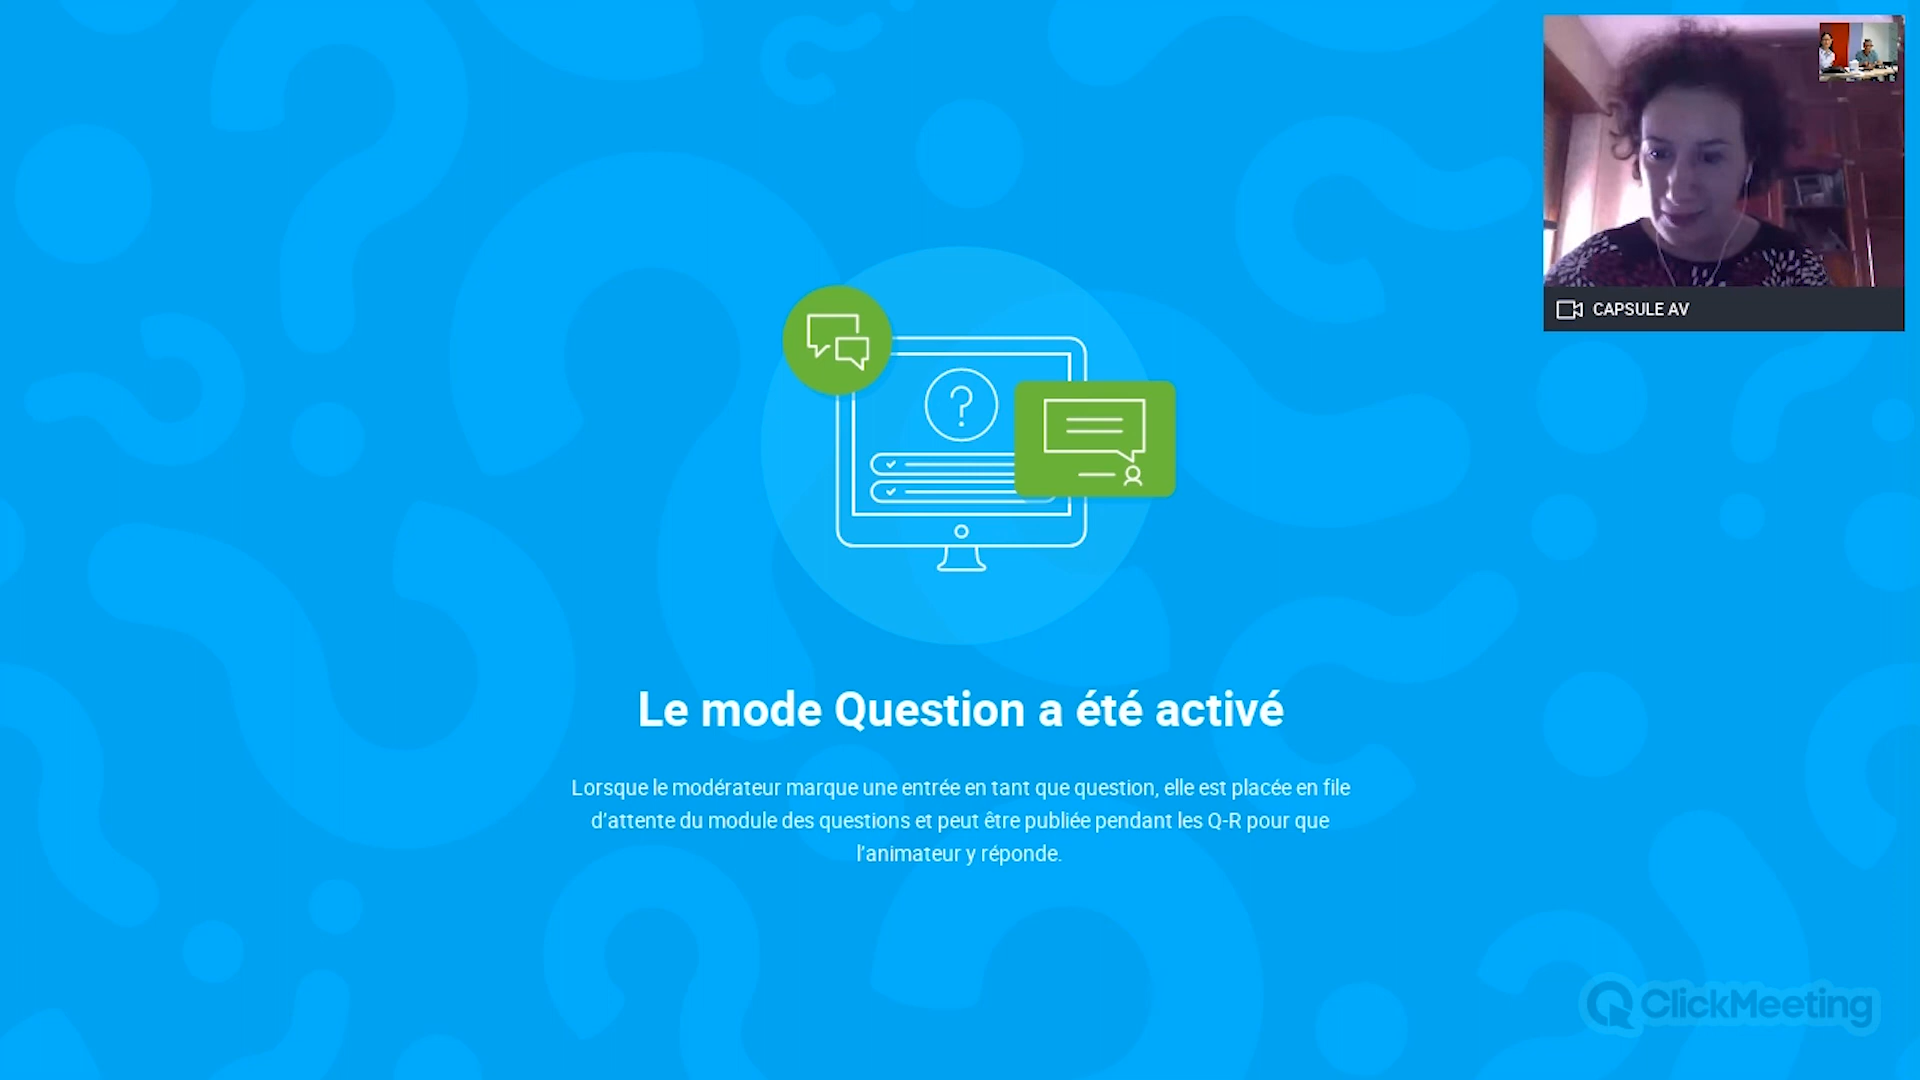 CAPSULE AV
?
Le mode Question a été activé
Lorsque le modérateur marque une entrée en tant que question, elle est placée en file
d'attente du module des questions et peut être publiée pendant les Q-R pour que
l'animateur y réponde.
ClickMeeting